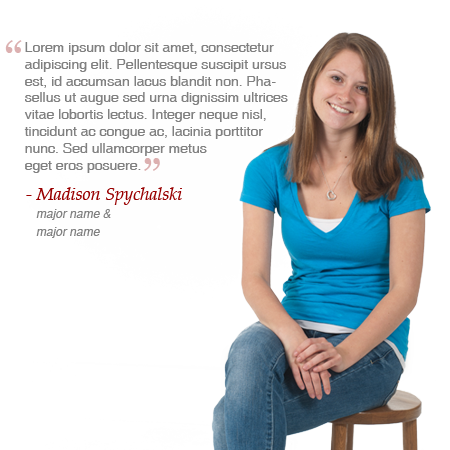 “Lorem ipsum dolor sit amet, consectetur
adipiscing elit. Pellentesque suscipit ursus
est, id accumsan lacus blandit non. Pha-
sellus ut augue sed urna dignissim ultrices
vitae lobortis lectus. Integer neque nisl,
tincidunt ac congue ac, lacinia porttitor
nunc. Sed ullamcorper metus
eget eros posuere.”
- Madison Spychalski
major name &
major name